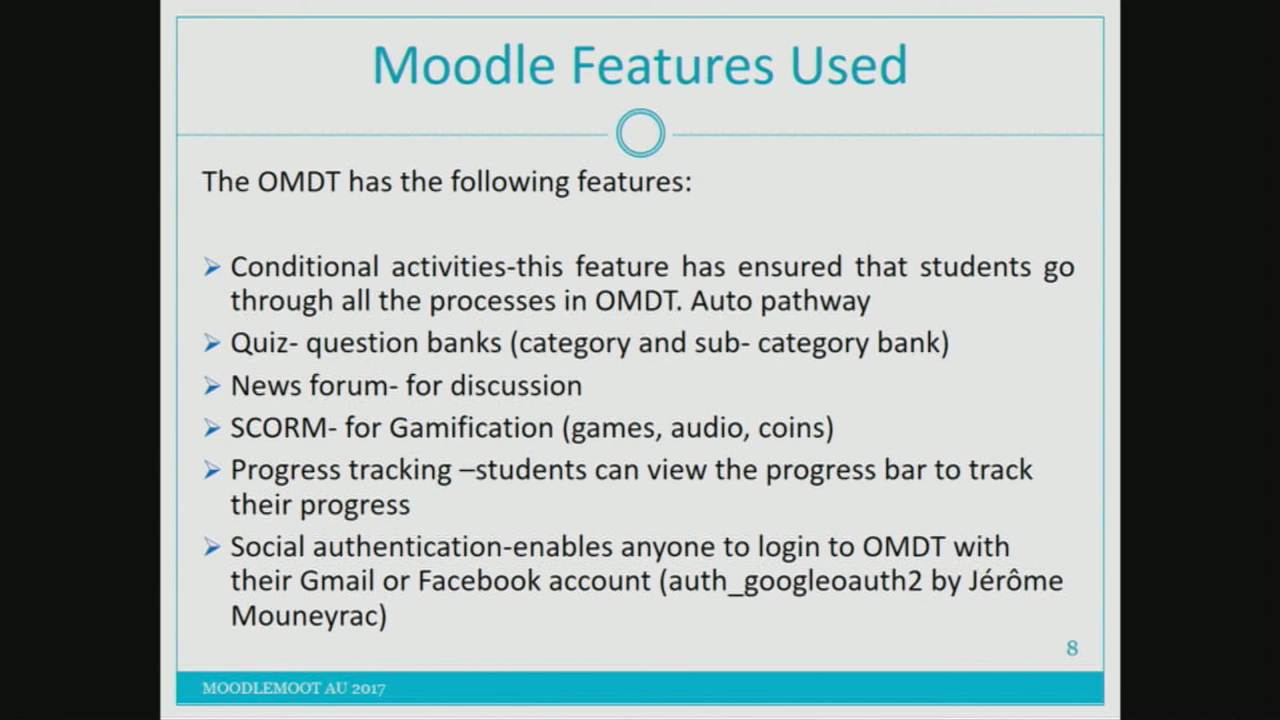 Moodle Features Used
The OMDT has the following features:
Conditional activities-this feature has ensured that students go
through all the processes in OMDT. Auto pathway
Quiz- question banks (category and sub- category bank)
News forum- for discussion
SCORM- for Gamification (games, audio, coins)
Progress tracking –students can view the progress bar to track
their progress
Social authentication-enables anyone to login to OMDT with
their Gmail or Facebook account (auth_googleoauth2 by Jérôme
Mouneyrac)
8
MOODLEMOOT AU 2017